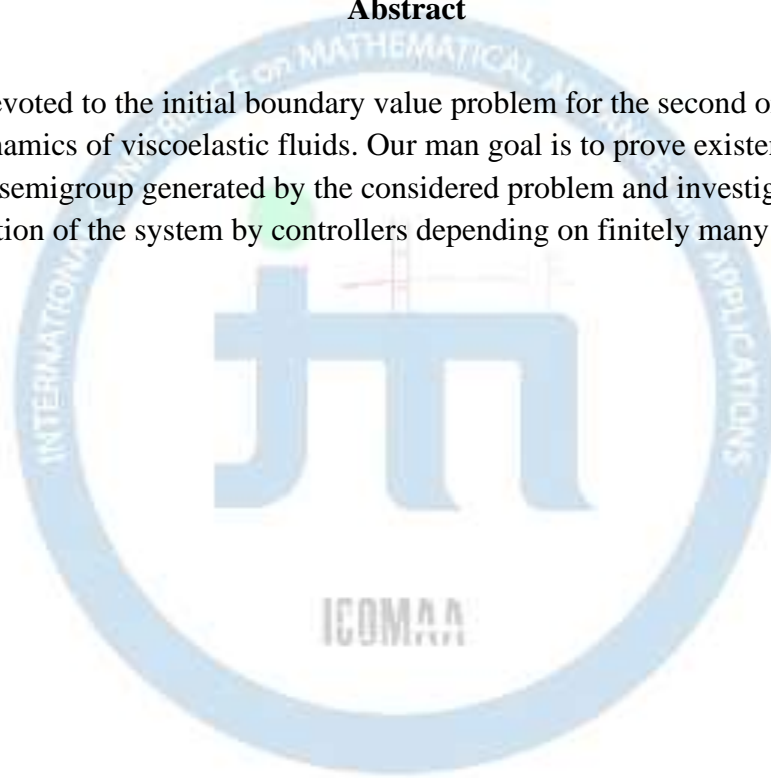 Abstract
evoted to the initial boundary value problem for the second o
namics of viscoelastic fluids. Our man goal is to prove existe
semigroup generated by the considered problem and investig
tion of the system by controllers depending on finitely many
INTERNATIONAL CONFERENCE on MATHEMATICAL ADVANCES AND APPLICATIONS
ICOMAA